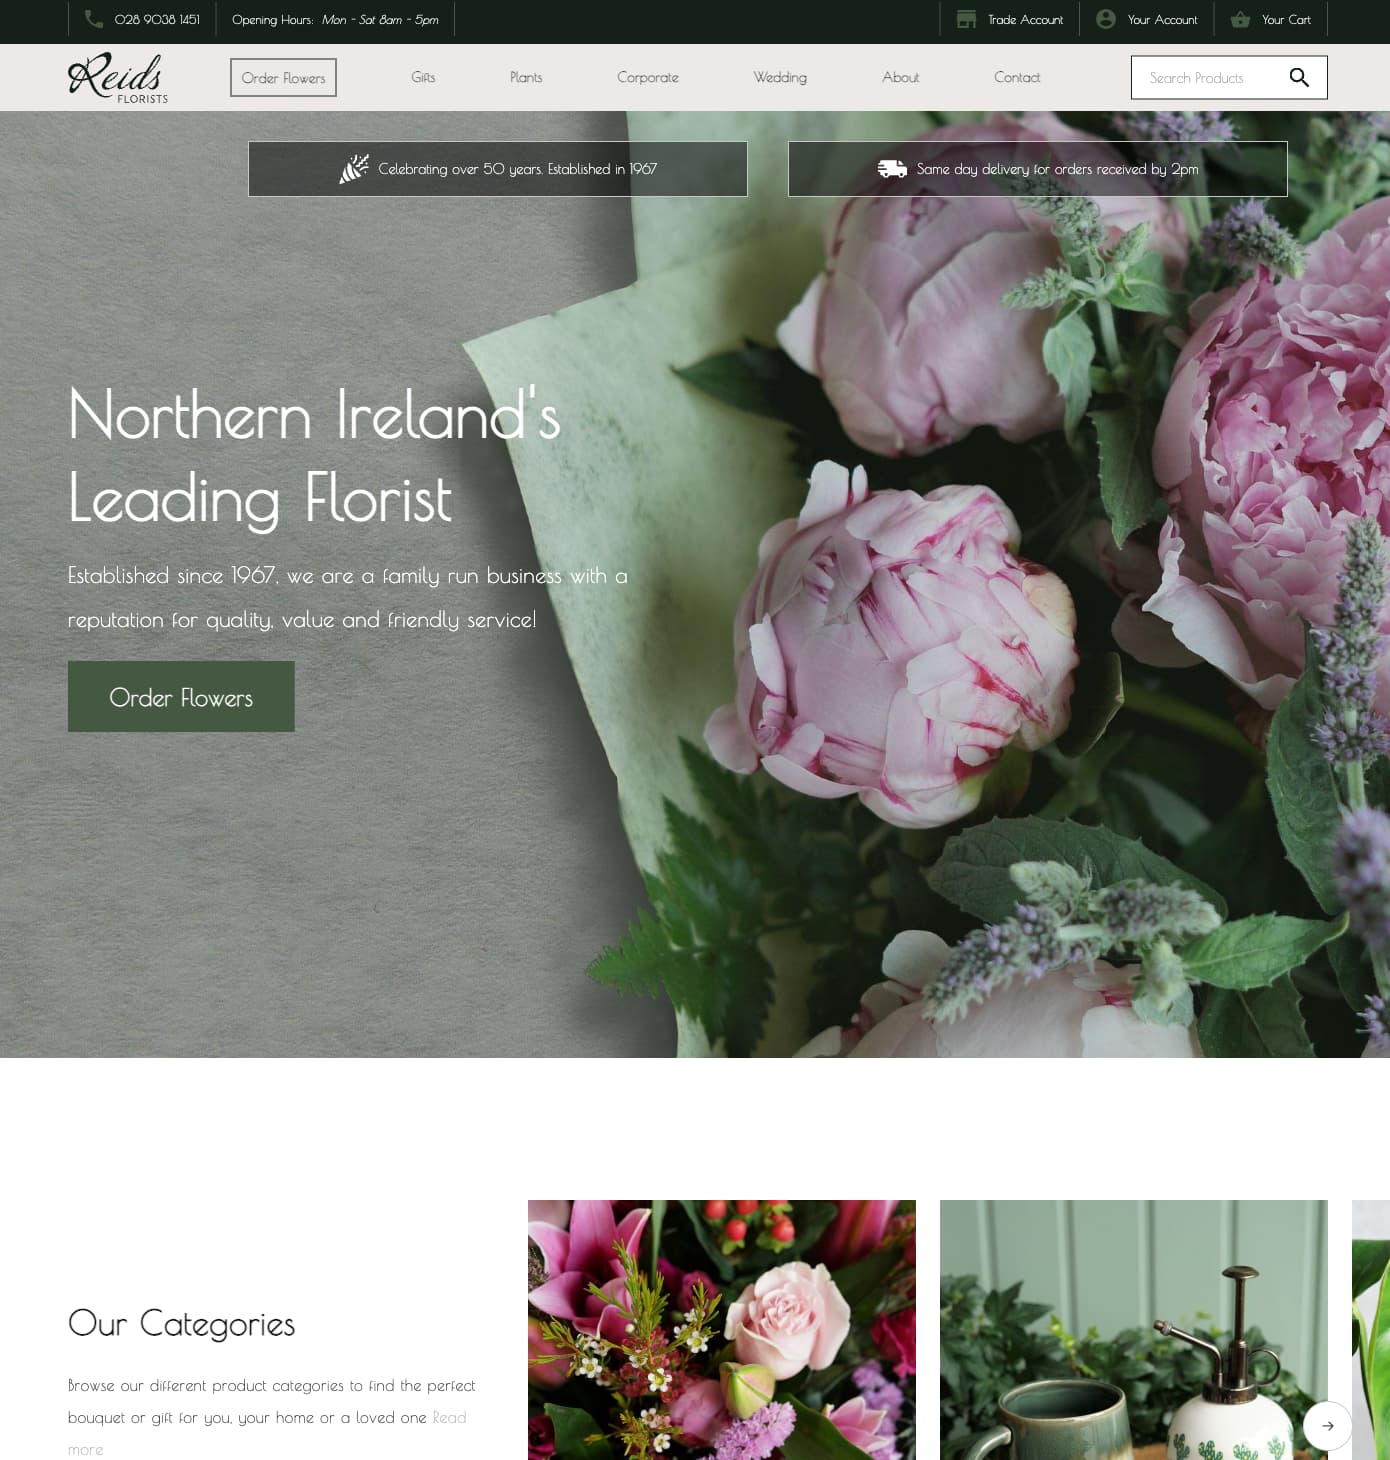 028 9038 1451
Opening Hours: Mon - Sat 8am - 5pm
Trade Account
Your Account
Your Cart
Reids
FLORISTS
Order Flowers
Gifts
Plants
Corporate
Wedding
About
Contact
Search Products
Celebrating over 50 years. Established in 1967
Same day delivery for orders received by 2pm
Northern Ireland's
Leading Florist
Established since 1967, we are a family run business with a
reputation for quality, value and friendly service!
Order Flowers
Our Categories
Browse our different product categories to find the perfect
bouquet or gift for you, your home or a loved one Read
more